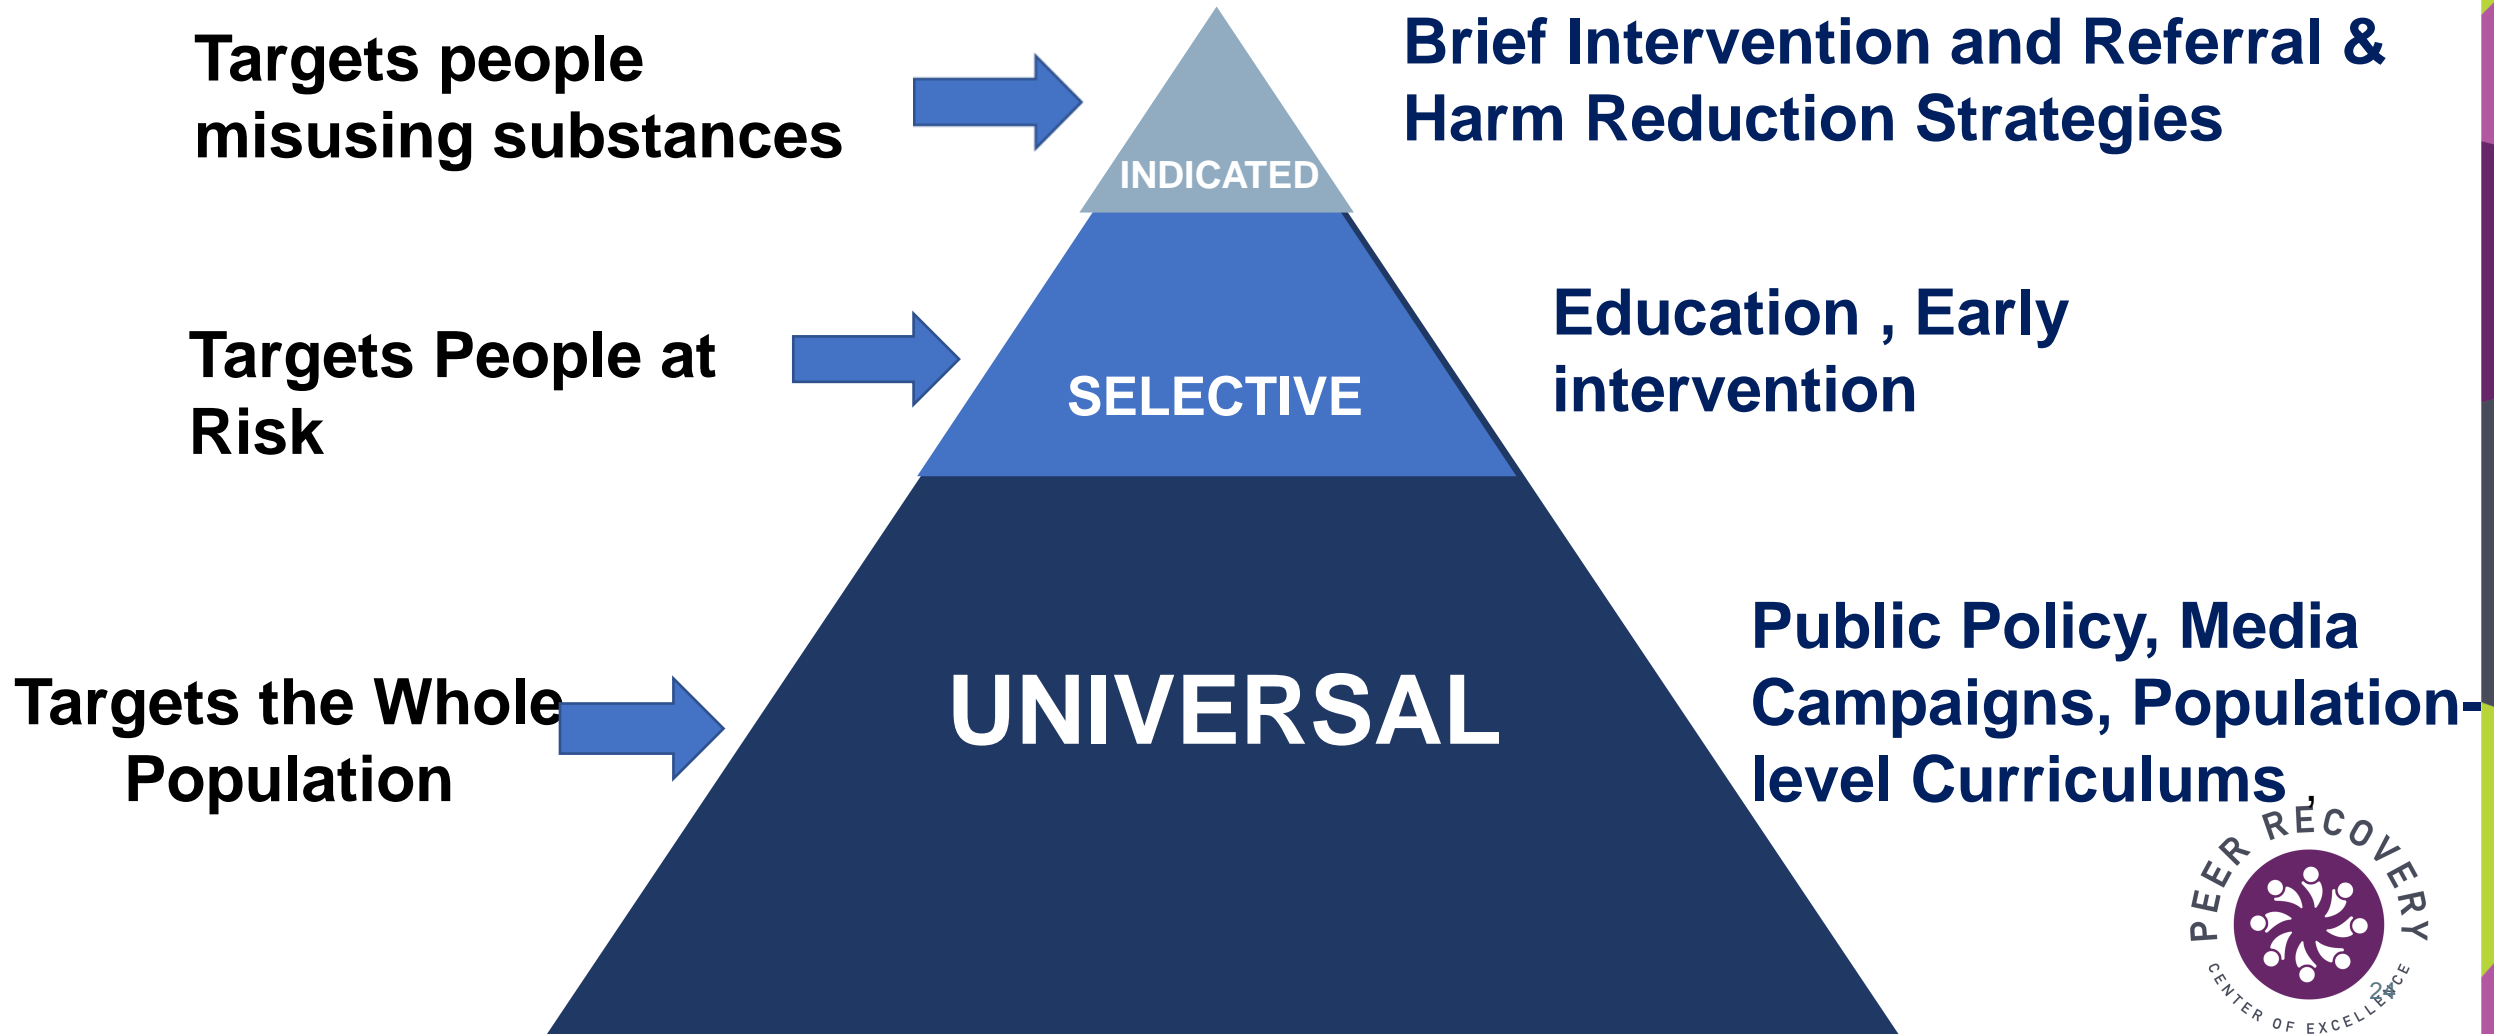 Targets people
misusing substances
INDICATED
Brief Intervention and Referral &
Harm Reduction Strategies
Targets People at
Risk
SELECTIVE
Education , Early
intervention
Targets the Whole
Population
UNIVERSAL
Public Policy, Media
Campaigns, Population-
level Curriculums ,
PEER RECOVERY
CENTER OF EXCELLENCE
24